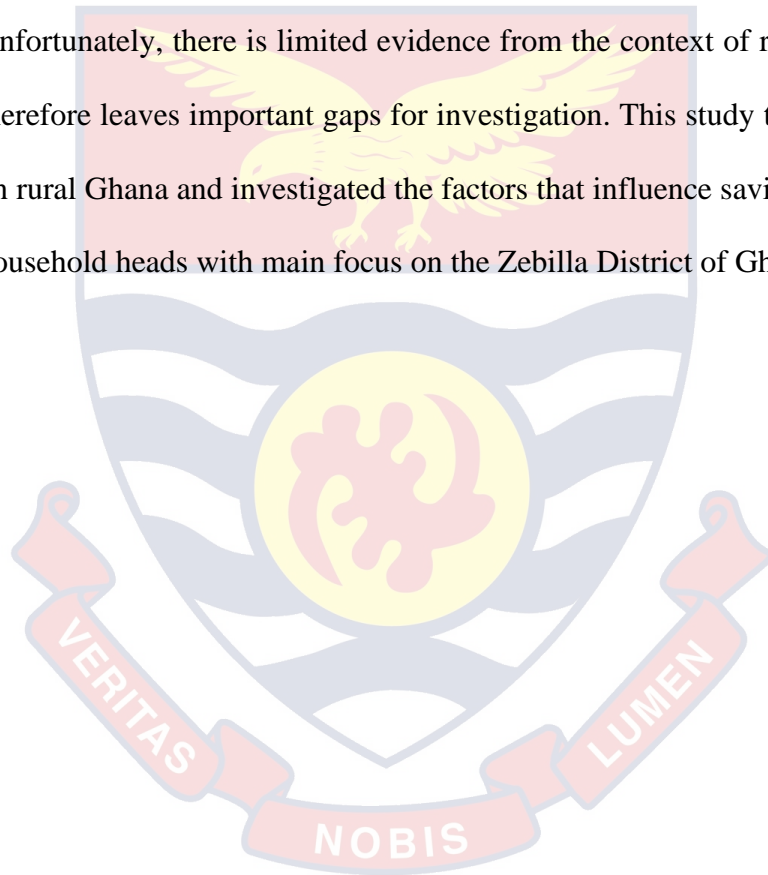 nfortunately, there is limited evidence from the context of r
erefore leaves important gaps for investigation. This study t
n rural Ghana and investigated the factors that influence savi
ousehold heads with main focus on the Zebilla District of Gh
VERITAS
NOBIS
LUMEN